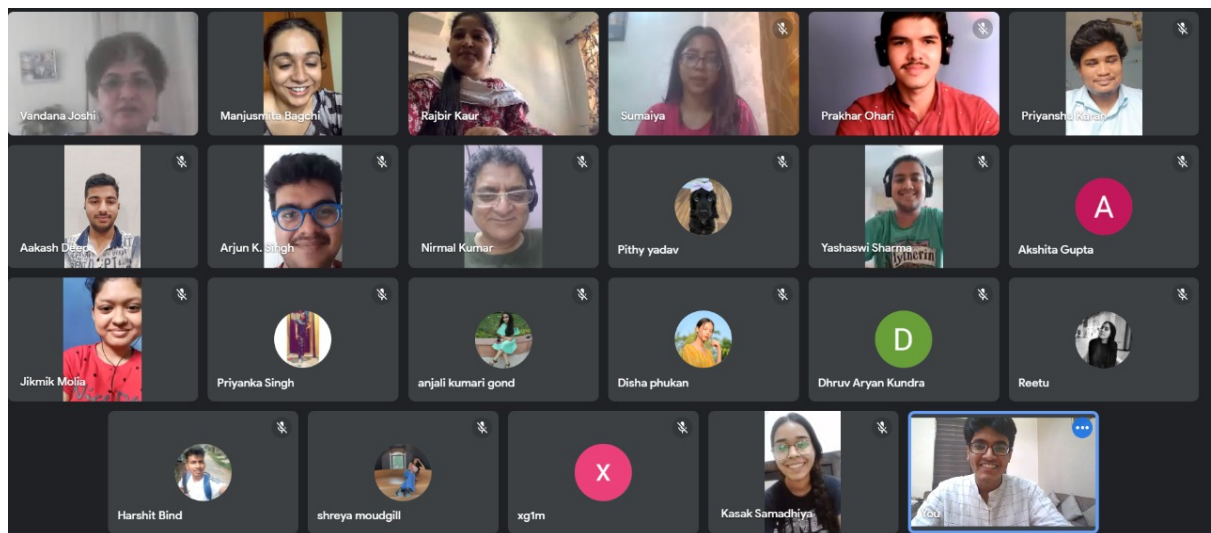 Vandana Joshi
Manjusmita Bagchi
Rajbir Kaur
Sumaiya
Prakhar Ohari
Priyanshu Karan
Aakash Deep
Arjun K. Singh
Nirmal Kumar
Pithy yadav
Yashaswi Sharma
lytherin
A
Akshita Gupta
Jikmik Molia
Priyanka Singh
anjali kumari gond
Disha phukan
D
Dhruv Aryan Kundra
Reetu
Harshit Bind
shreya moudgill
X
xg1m
Kasak Samadhiya
You